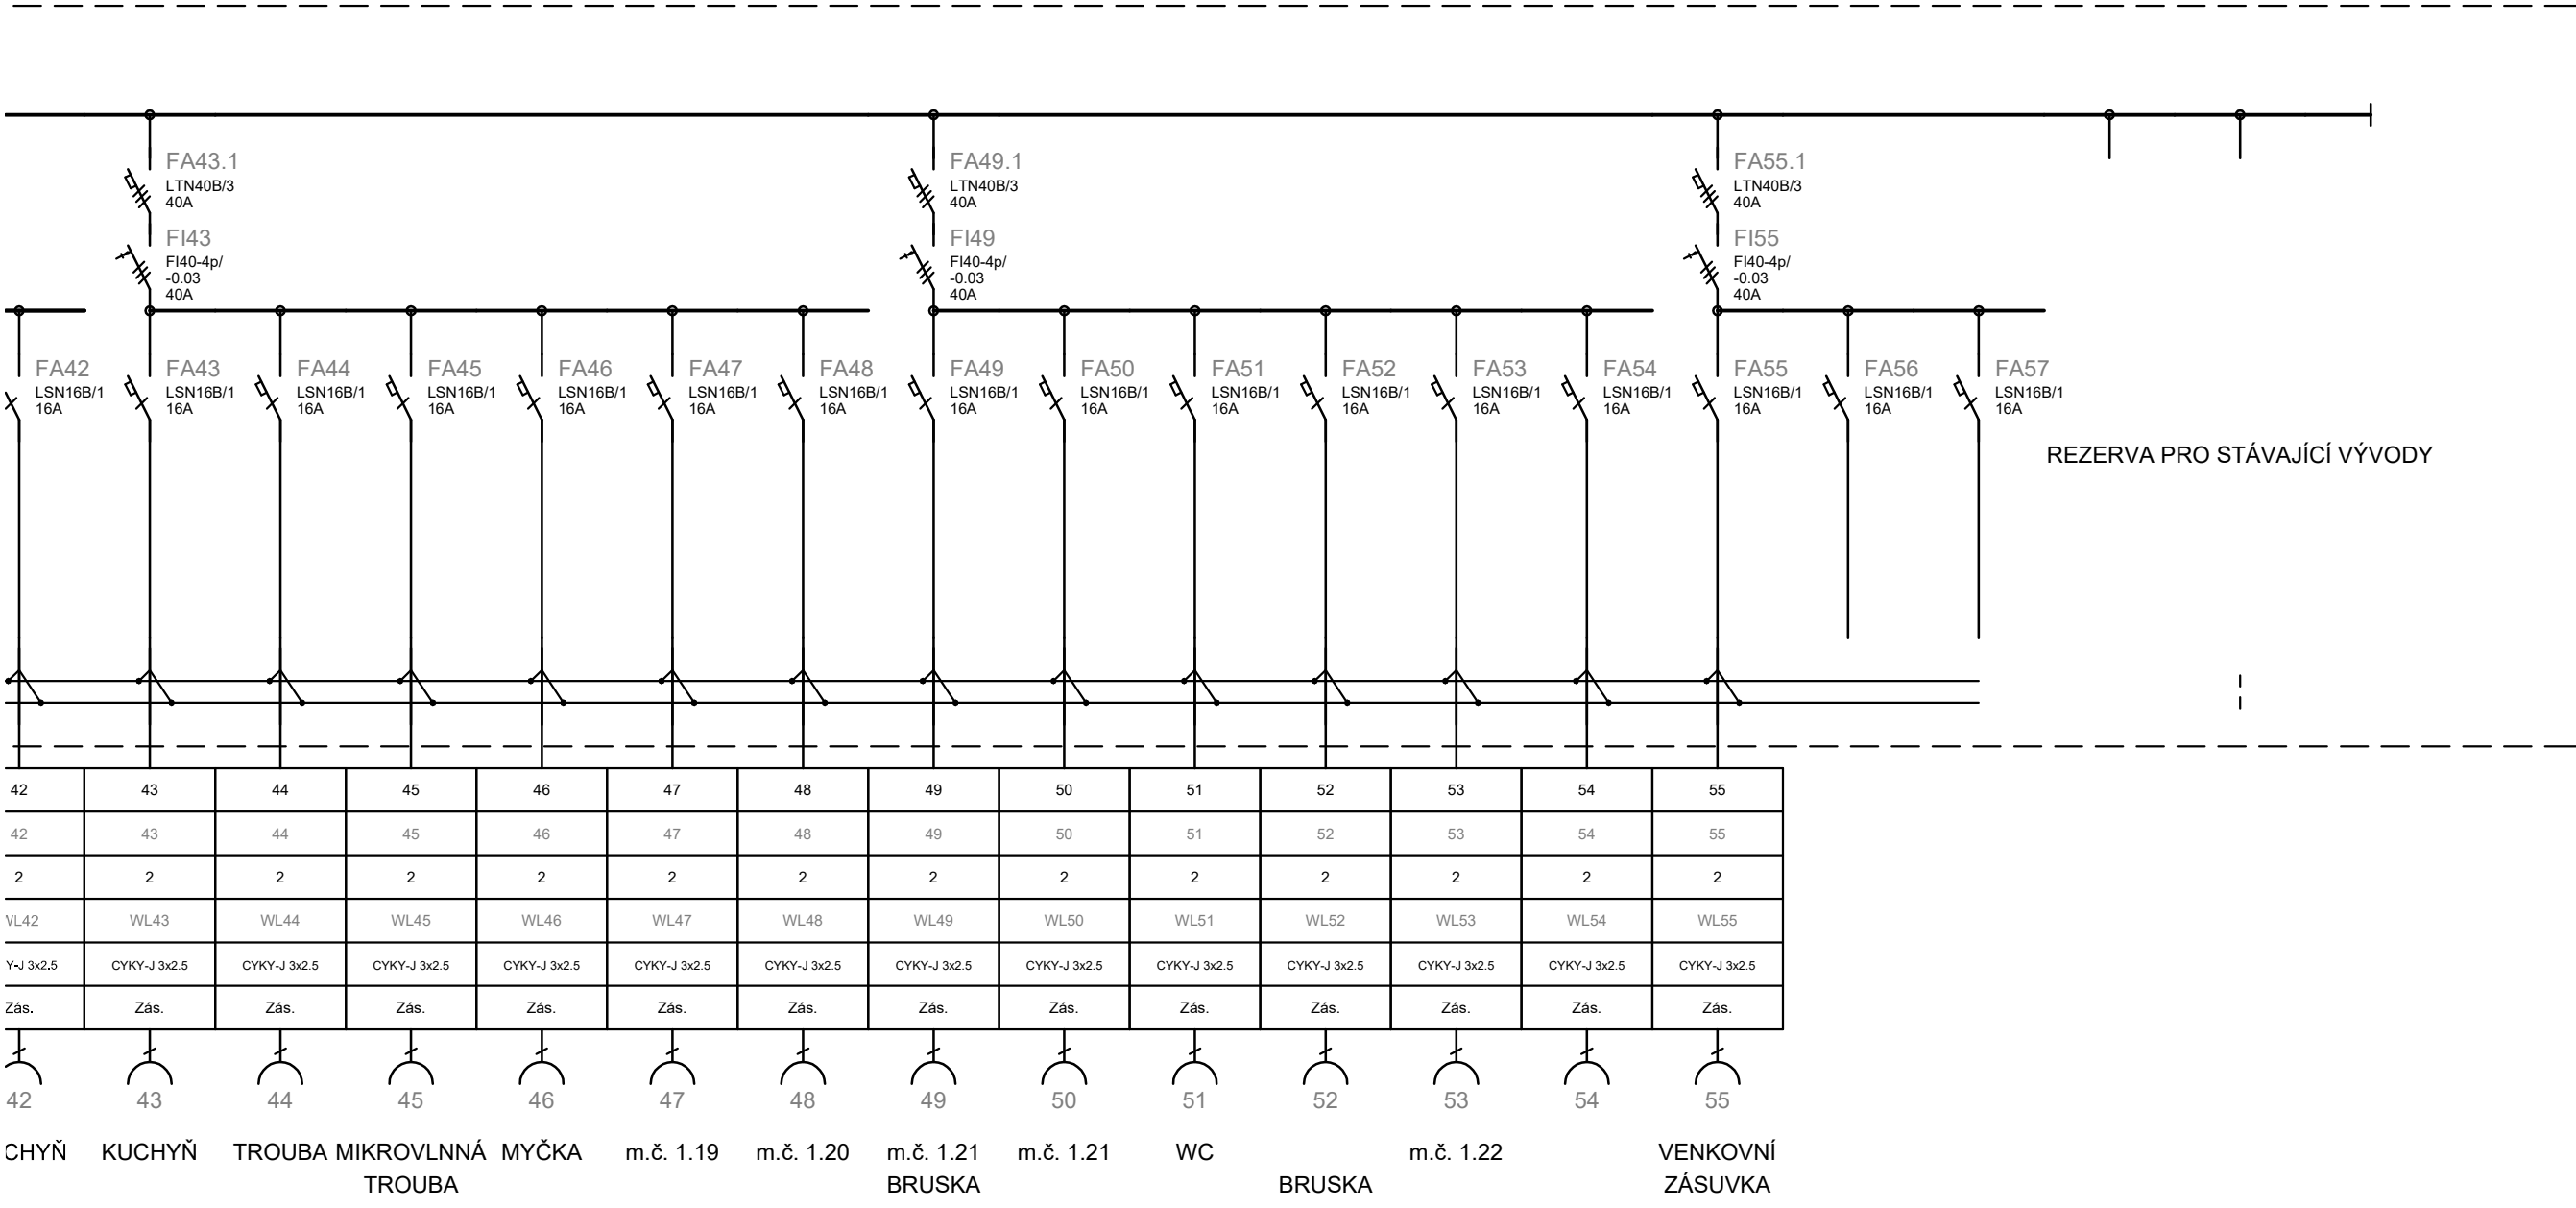 FA43.1
LTN40B/3
40A
FA49.1
LTN40B/3
40A
FA55.1
LTN40B/3
40A
FI43
FI40-4p/
-0.03
40A
FI49
FI40-4p/
-0.03
40A
FI55
FI40-4p/
-0.03
40A
FA42
LSN16B/1
16A
FA43
LSN16B/1
16A
FA44
LSN16B/1
16A
FA45
LSN16B/1
16A
FA46
LSN16B/1
16A
FA47
LSN16B/1
16A
FA48
LSN16B/1
16A
FA49
LSN16B/1
16A
FA50
LSN16B/1
16A
FA51
LSN16B/1
16A
FA52
LSN16B/1
16A
FA53
LSN16B/1
16A
FA54
LSN16B/1
16A
FA55
LSN16B/1
16A
FA56
LSN16B/1
16A
FA57
LSN16B/1
16A
REZERVA PRO STÁVAJÍCÍ VÝVODY
42 43 44 45 46 47 48 49 50 51 52 53 54 55
42 43 44 45 46 47 48 49 50 51 52 53 54 55
2 2 2 2 2 2 2 2 2 2 2 2 2 2
WL42 WL43 WL44 WL45 WL46 WL47 WL48 WL49 WL50 WL51 WL52 WL53 WL54 WL55
Y-J 3x2.5 CYKY-J 3x2.5 CYKY-J 3x2.5 CYKY-J 3x2.5 CYKY-J 3x2.5 CYKY-J 3x2.5 CYKY-J 3x2.5 CYKY-J 3x2.5 CYKY-J 3x2.5 CYKY-J 3x2.5 CYKY-J 3x2.5 CYKY-J 3x2.5 CYKY-J 3x2.5 CYKY-J 3x2.5
Zás. Zás. Zás. Zás. Zás. Zás. Zás. Zás. Zás. Zás. Zás. Zás. Zás. Zás.
42 43 44 45 46 47 48 49 50 51 52 53 54 55
CHYŇ KUCHYŇ TROUBA MIKROVLNNÁ MYČKA m.č. 1.19 m.č. 1.20 m.č. 1.21 m.č. 1.21 WC m.č. 1.22 VENKOVNÍ
TROUBA BRUSKA BRUSKA ZÁSUVKA